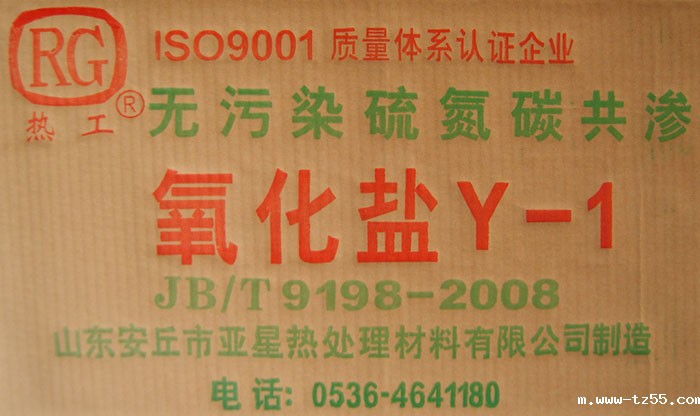 RG®
热工
ISO9001 质量体系认证企业
无污染硫氮碳共渗
氧化盐Y-1
JB/T 9198-2008
山东安丘市亚星热处理材料有限公司制造
电话: 0536-4641180
m.www-tz55.com